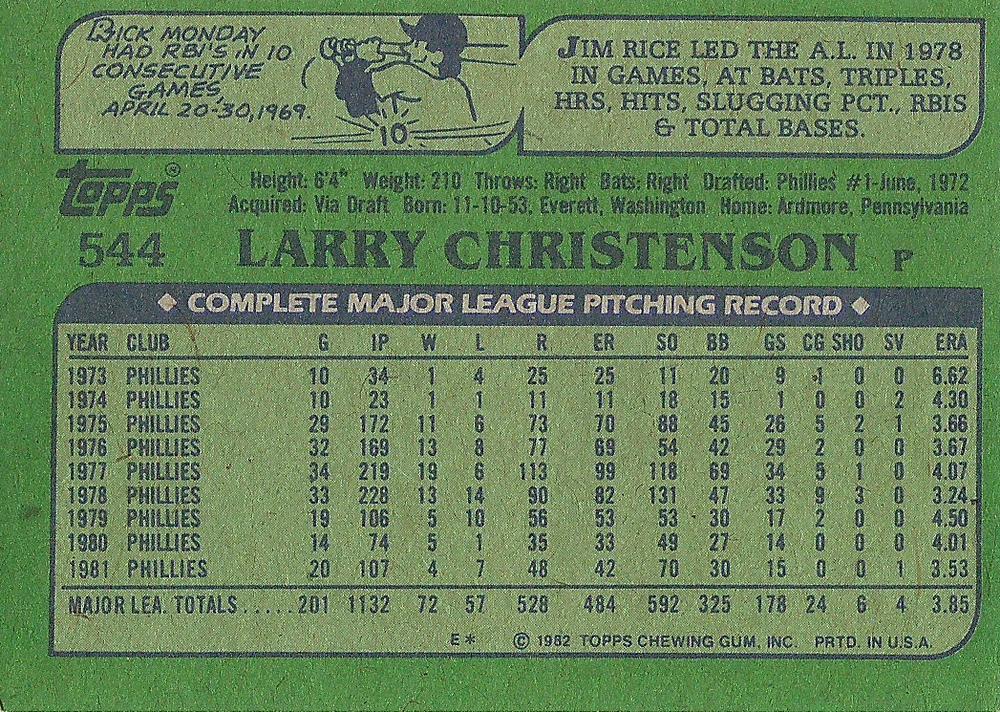 RICK MONDAY
HAD RBI'S IN 10
CONSECUTIVE
GAMES,
APRIL 20-30, 1969.
10
JIM RICE LED THE A.L. IN 1978
IN GAMES, AT BATS, TRIPLES,
HRS, HITS, SLUGGING PCT., RBIS
& TOTAL BASES.
Topps®
Height: 6'4" Weight: 210 Throws: Right Bats: Right Drafted: Phillies #1-June, 1972
Acquired: Via Draft Born: 11-10-53, Everett, Washington Home: Ardmore, Pennsylvania
544 LARRY CHRISTENSON P
◆ COMPLETE MAJOR LEAGUE PITCHING RECORD ◆
YEAR CLUB G IP W L R ER SO BB GS CG SHO SV ERA
1973 PHILLIES 10 34 1 4 25 25 11 20 9 1 0 0 6.62
1974 PHILLIES 10 23 1 1 11 11 18 15 1 0 0 2 4.30
1975 PHILLIES 29 172 11 6 73 70 88 45 26 5 2 1 3.66
1976 PHILLIES 32 169 13 8 77 69 54 42 29 2 0 0 3.67
1977 PHILLIES 34 219 19 6 113 99 118 69 34 5 1 0 4.07
1978 PHILLIES 33 228 13 14 90 82 131 47 33 9 3 0 3.24
1979 PHILLIES 19 106 5 10 56 53 53 30 17 2 0 0 4.50
1980 PHILLIES 14 74 5 1 35 33 49 27 14 0 0 0 4.01
1981 PHILLIES 20 107 4 7 48 42 70 30 15 0 0 1 3.53
MAJOR LEA. TOTALS.....201 1132 72 57 528 484 592 325 178 24 6 4 3.85
E* © 1982 TOPPS CHEWING GUM, INC. PRTD. IN U.S.A.